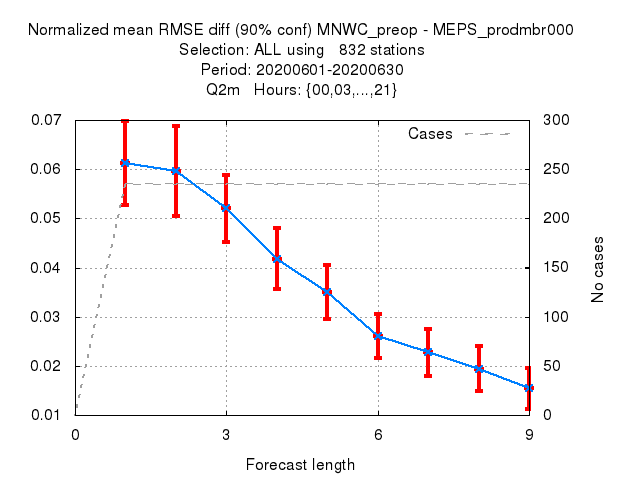 Normalized mean RMSE diff (90% conf) MNWC_preop - MEPS_prodmbr000
Selection: ALL using   832 stations
Period: 20200601-20200630
Q2m   Hours: {00,03,...,21}
0.07
0.06
0.05
0.04
0.03
0.02
0.01
Cases
300
250
200
150
100
50
0
No cases
0
3
6
9
Forecast length